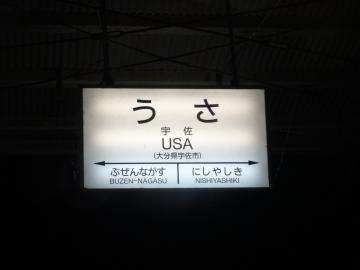 うさ
宇佐
USA
(大分県宇佐市)
ぶぜんながす にしやしき
BUZEN-NAGASU NISHIYASHIKI